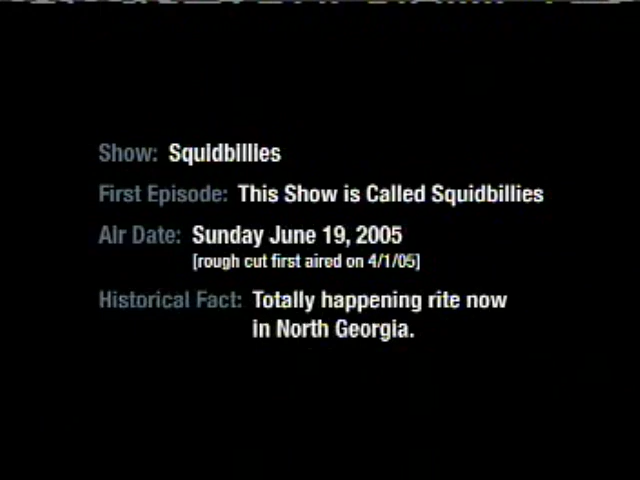 Show: Squidbillies
First Episode: This Show is Called Squidbillies
Air Date: Sunday June 19, 2005
[rough cut first aired on 4/1/05]
Historical Fact: Totally happening rite now
in North Georgia.